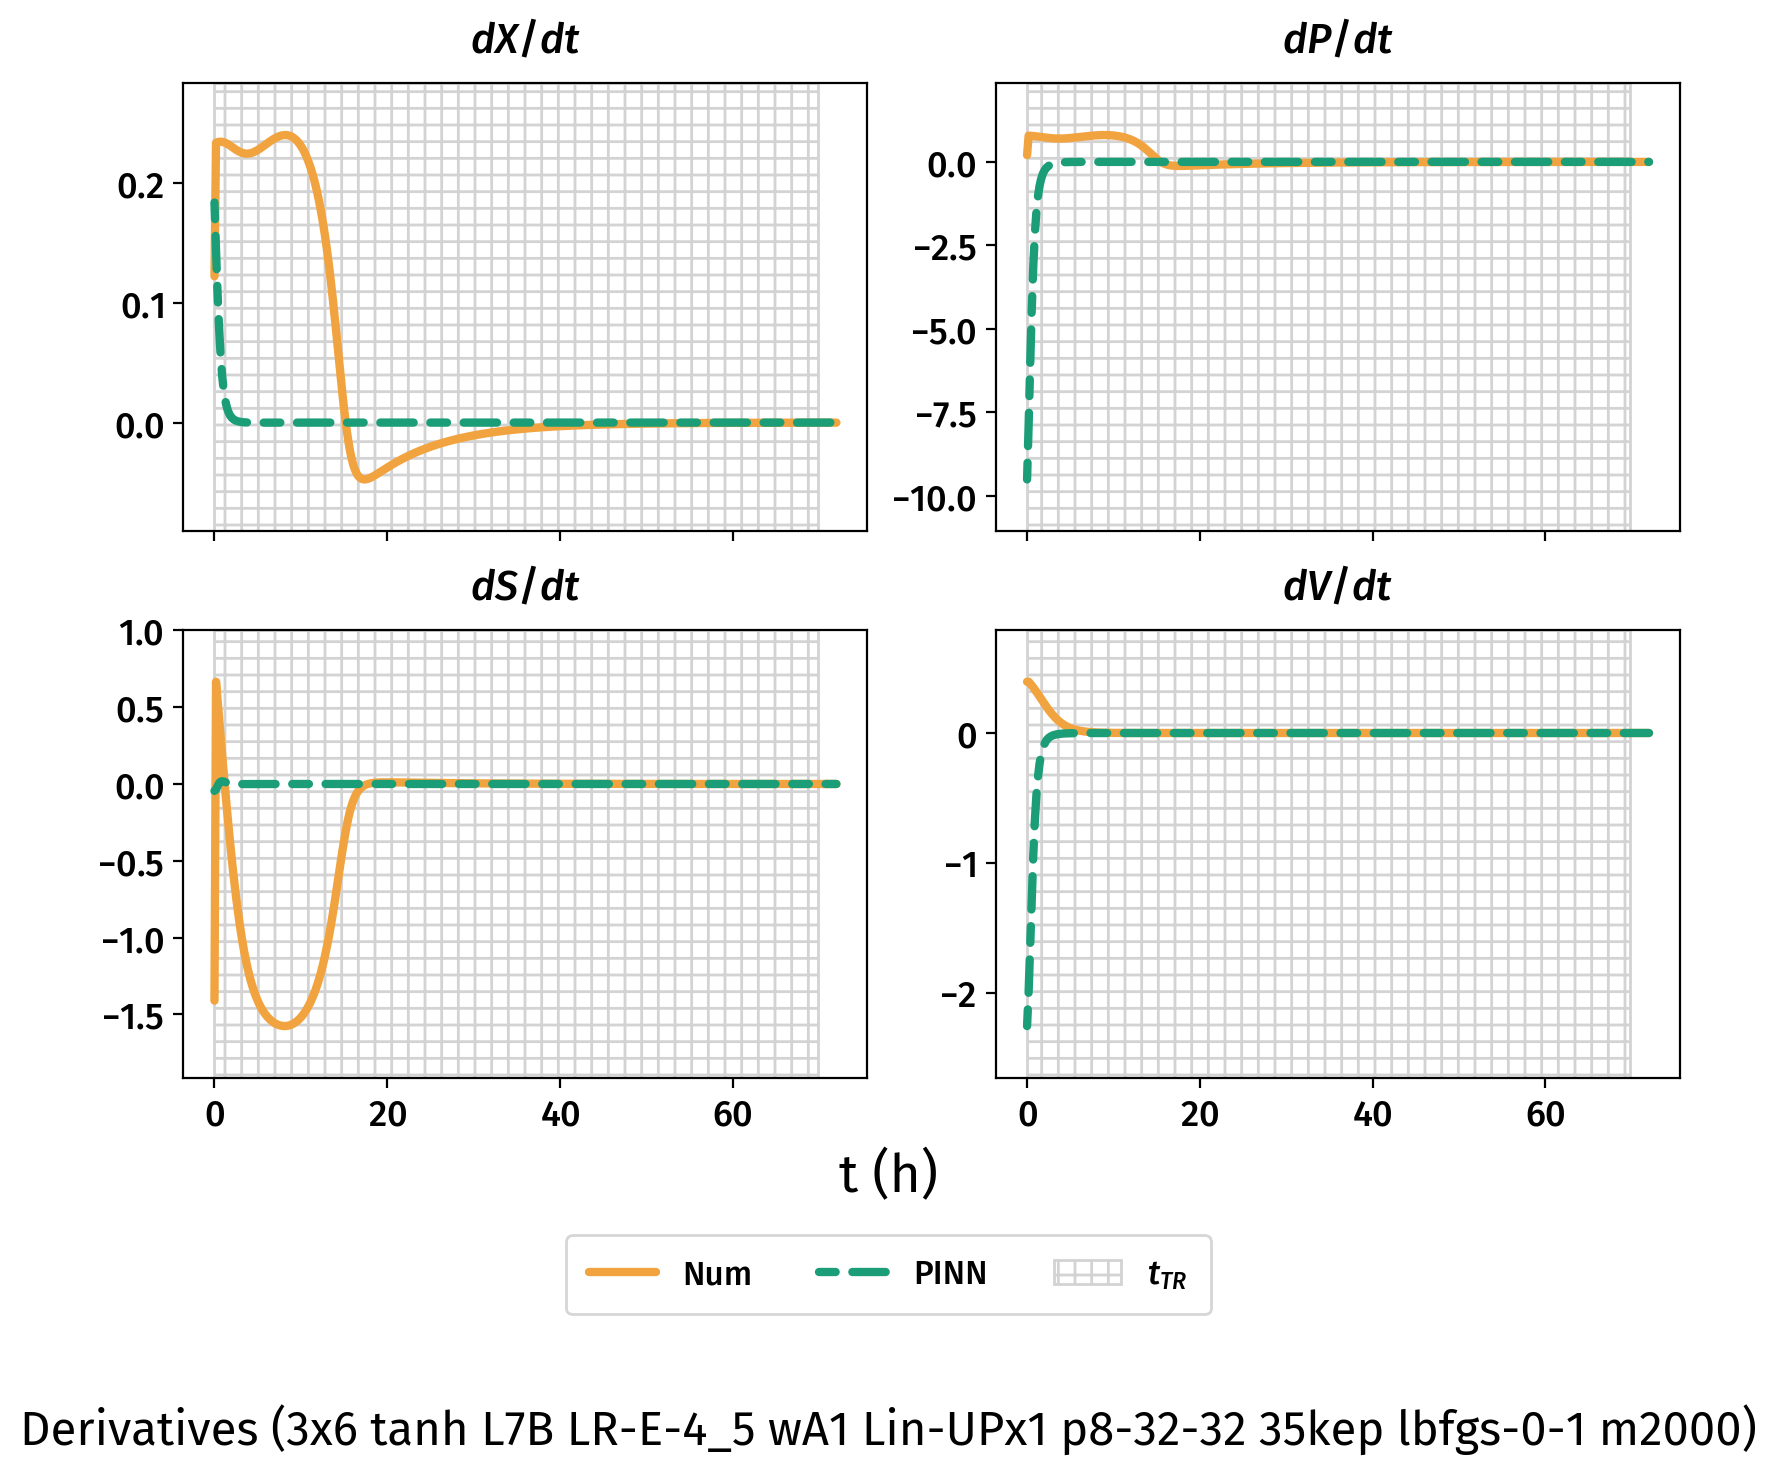 dX/dt
dP/dt
0.2
0.1
0.0
0.0
−2.5
−5.0
−7.5
−10.0
dS/dt
dV/dt
1.0
0.5
0.0
−0.5
−1.0
−1.5
0
−1
−2
0 20 40 60
0 20 40 60
t (h)
Num PINN tTR
Derivatives (3x6 tanh L7B LR-E-4_5 wA1 Lin-UPx1 p8-32-32 35kep lbfgs-0-1 m2000)